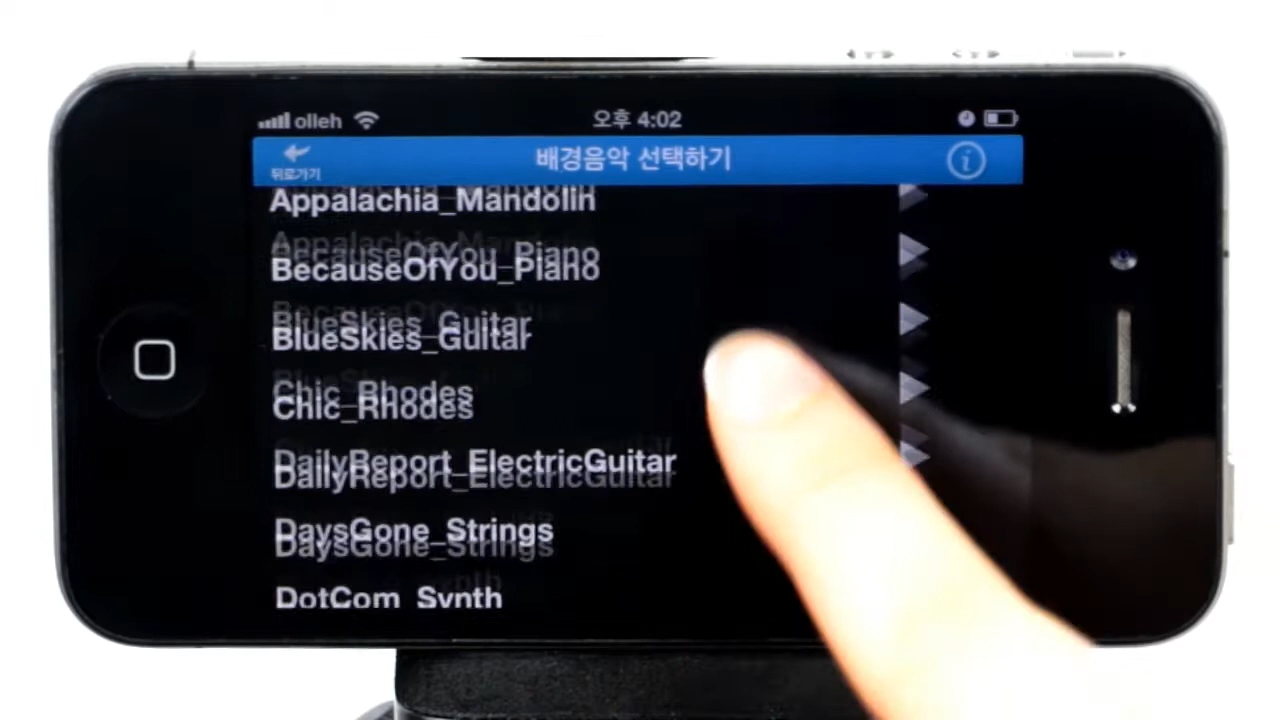 olleh 오후 4:02
뒤로가기 배경음악 선택하기 i
Appalachia_Mandolin
BecauseOfYou_Piano
BlueSkies_Guitar
Chic_Rhodes
DailyReport_ElectricGuitar
DaysGone_Strings
DotCom_Synth